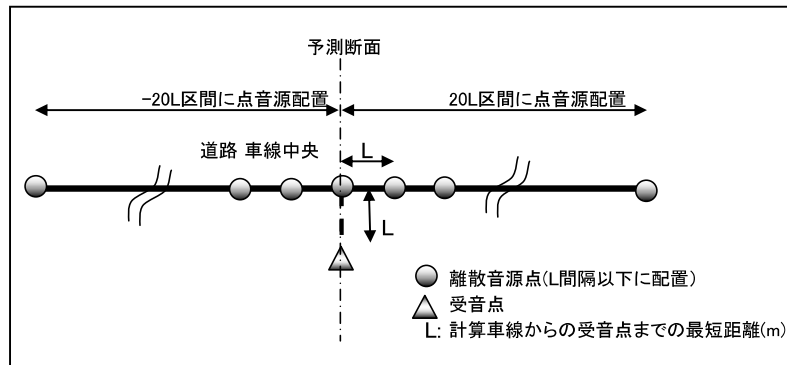 予測断面
-20L区間に点音源配置
20L区間に点音源配置
道路 車線中央
L
L
離散音源点(L間隔以下に配置)
受音点
L: 計算車線からの受音点までの最短距離(m)